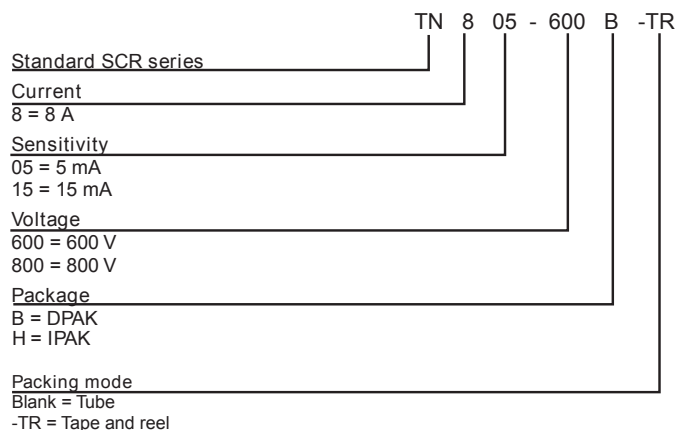 TN 8 05 - 600 B -TR
Standard SCR series
Current
8 = 8 A
Sensitivity
05 = 5 mA
15 = 15 mA
Voltage
600 = 600 V
800 = 800 V
Package
B = DPAK
H = IPAK
Packing mode
Blank = Tube
-TR = Tape and reel